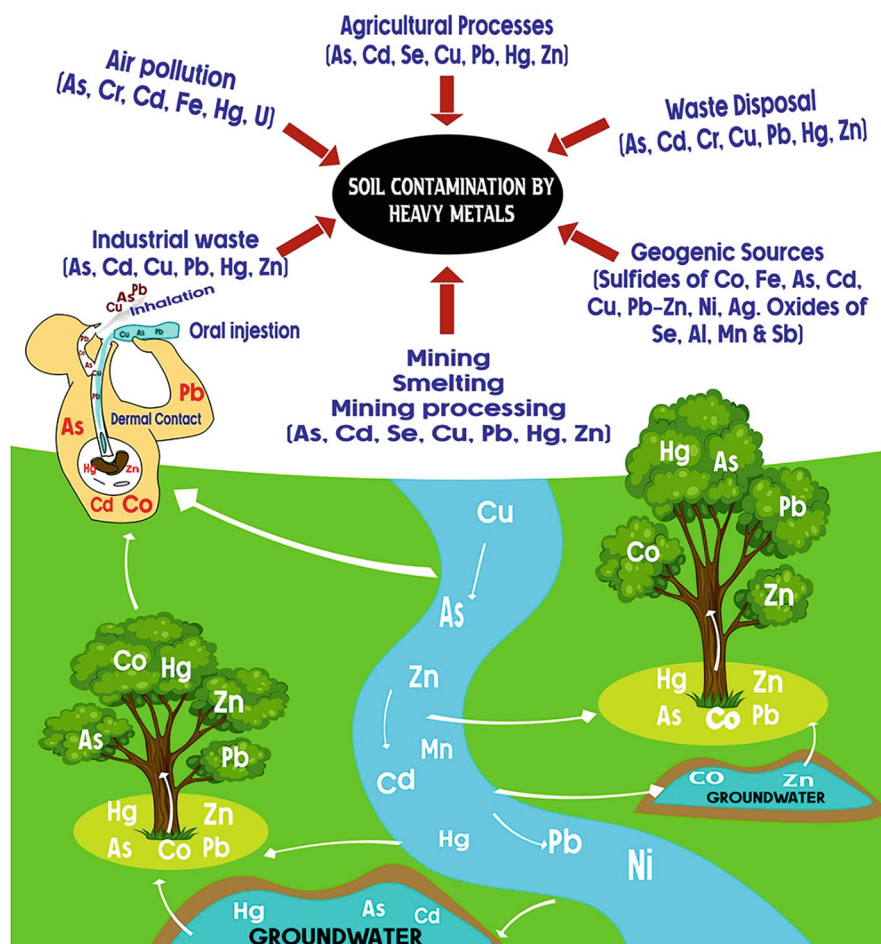 Agricultural Processes
(As, Cd, Se, Cu, Pb, Hg, Zn)
Air pollution
(As, Cr, Cd, Fe, Hg, U)
Waste Disposal
(As, Cd, Cr, Cu, Pb, Hg, Zn)
SOIL CONTAMINATION BY
HEAVY METALS
Industrial waste
(As, Cd, Cu, Pb, Hg, Zn)
Geogenic Sources
(Sulfides of Co, Fe, As, Cd,
Cu, Pb-Zn, Ni, Ag. Oxides of
Se, Al, Mn & Sb)
Mining
Smelting
Mining processing
(As, Cd, Se, Cu, Pb, Hg, Zn)
Cu As Pb
Inhalation
Oral injestion
Cu As Pb
Pb
As
Cu
Pb
Pb
Dermal Contact
As
Hg Zn
Cd Co
Cu
As
Zn
Mn
Cd
Hg
Pb
Ni
Hg As
Pb
Co
Zn
Hg Zn
As Co Pb
CO Zn
GROUNDWATER
Co Hg
Zn
As
Pb
Hg Zn
As Co Pb
Hg As Cd
GROUNDWATER